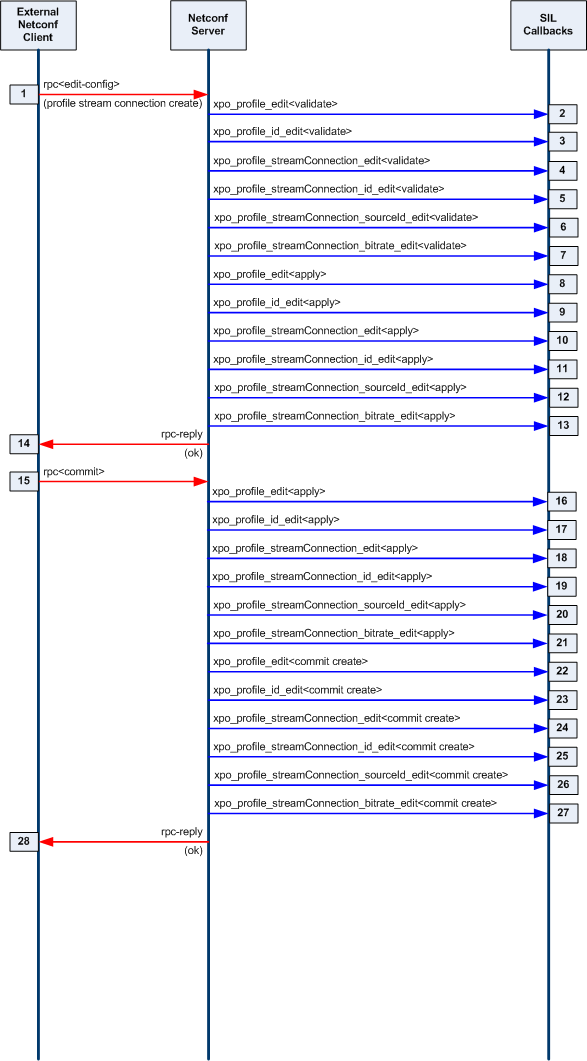 External
Netconf
Client
Netconf
Server
SIL
Callbacks
1
rpc<edit-config>
(profile stream connection create)
xpo_profile_edit<validate>
2
xpo_profile_id_edit<validate>
3
xpo_profile_streamConnection_edit<validate>
4
xpo_profile_streamConnection_id_edit<validate>
5
xpo_profile_streamConnection_sourceId_edit<validate>
6
xpo_profile_streamConnection_bitrate_edit<validate>
7
xpo_profile_edit<apply>
8
xpo_profile_id_edit<apply>
9
xpo_profile_streamConnection_edit<apply>
10
xpo_profile_streamConnection_id_edit<apply>
11
xpo_profile_streamConnection_sourceId_edit<apply>
12
xpo_profile_streamConnection_bitrate_edit<apply>
13
14
rpc-reply
(ok)
15
rpc<commit>
xpo_profile_edit<apply>
16
xpo_profile_id_edit<apply>
17
xpo_profile_streamConnection_edit<apply>
18
xpo_profile_streamConnection_id_edit<apply>
19
xpo_profile_streamConnection_sourceId_edit<apply>
20
xpo_profile_streamConnection_bitrate_edit<apply>
21
xpo_profile_edit<commit create>
22
xpo_profile_id_edit<commit create>
23
xpo_profile_streamConnection_edit<commit create>
24
xpo_profile_streamConnection_id_edit<commit create>
25
xpo_profile_streamConnection_sourceId_edit<commit create>
26
xpo_profile_streamConnection_bitrate_edit<commit create>
27
28
rpc-reply
(ok)